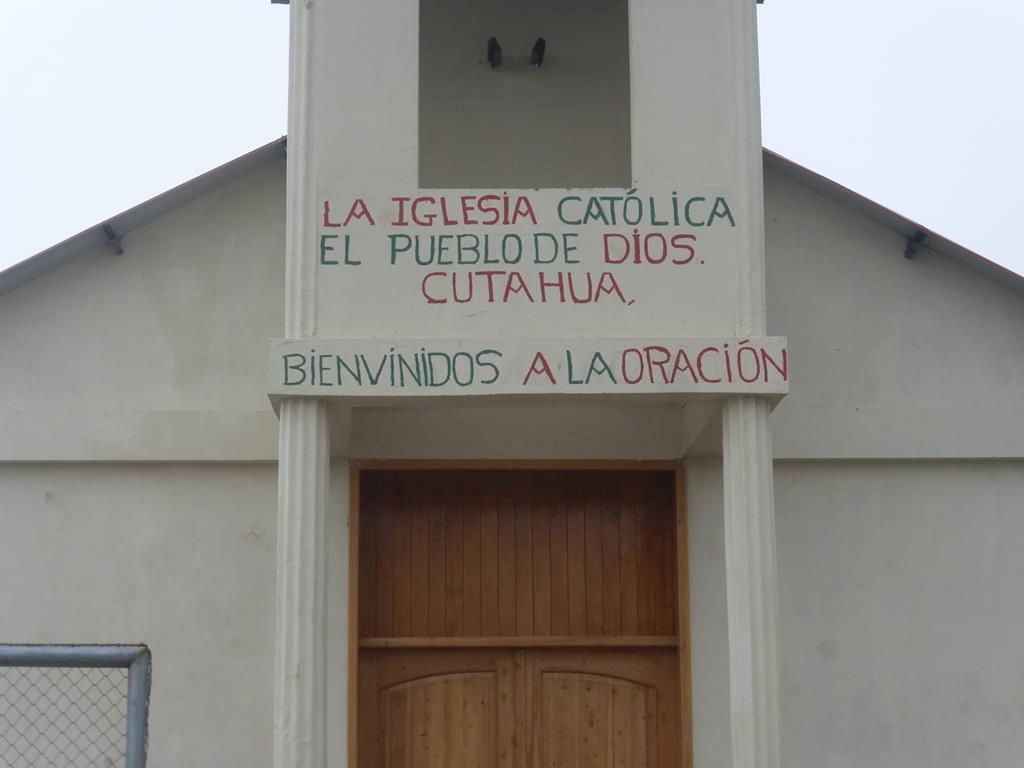 LA IGLESIA CATÓLICA
EL PUEBLO DE DIOS.
CUTAHUA,
BIENVINIDOS A LA ORACIÓN